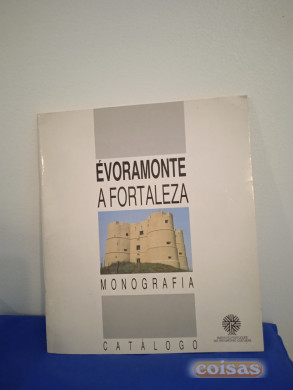 ÉVORAMONTE
A FORTALEZA
MONOGRAFIA
CATÁLOGO
coisas